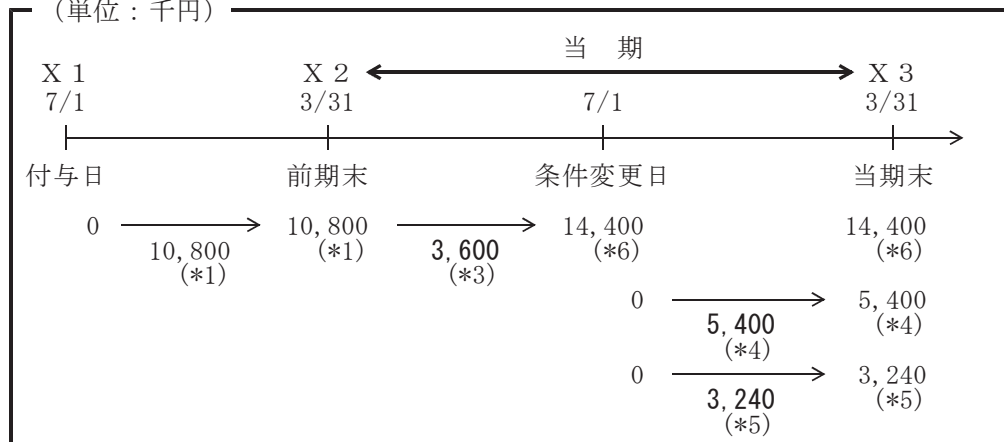 （単位：千円）
当　期
Ｘ１　Ｘ２　Ｘ３
7/1　3/31　7/1　3/31
付与日　前期末　条件変更日　当期末
0　10,800　14,400　14,400
10,800　(*1)　3,600　(*6)　(*6)
(*1)　(*3)
0　5,400
5,400　(*4)
(*4)
0　3,240
3,240　(*5)
(*5)